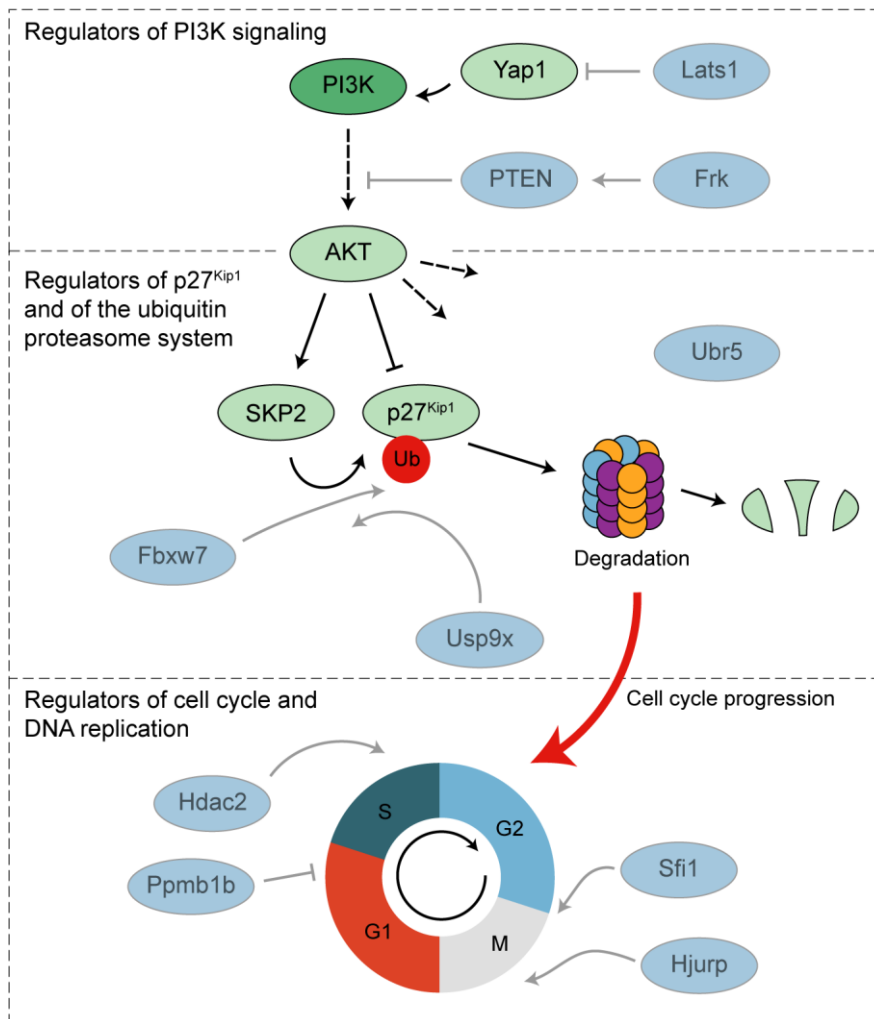 Regulators of PI3K signaling
Yap1
Lats1
PI3K
PTEN
Frk
AKT
Regulators of p27Kip1
and of the ubiquitin
proteasome system
Ubr5
SKP2
p27Kip1
Ub
Fbxw7
Degradation
Usp9x
Regulators of cell cycle and
DNA replication
Cell cycle progression
Hdac2
S
G2
Ppmb1b
Sfi1
G1
M
Hjurp